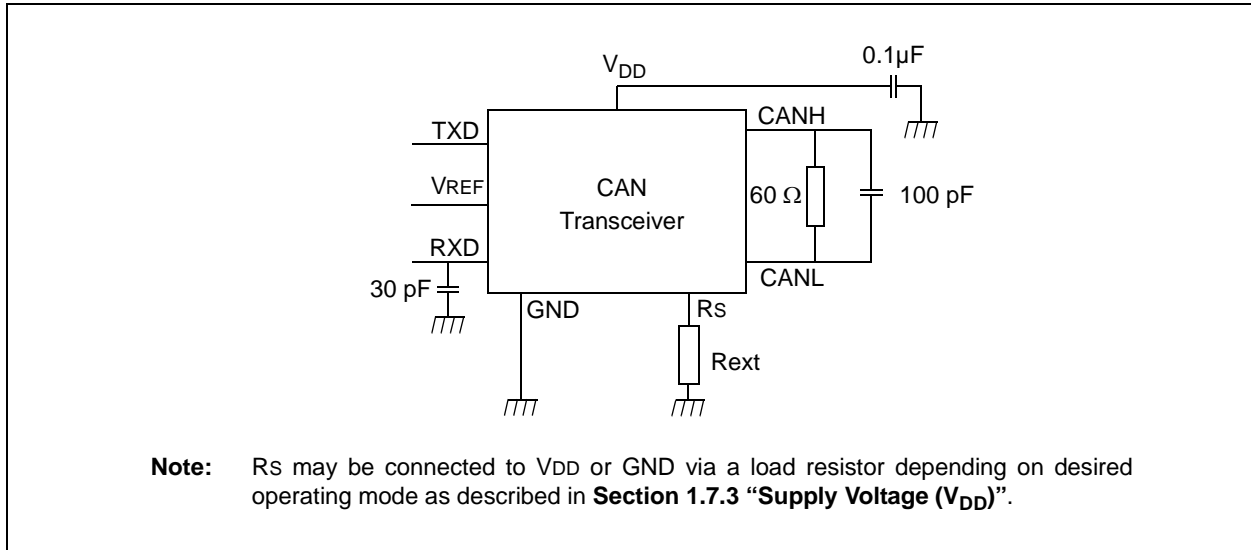 0.1µF
VDD
CANH
TXD
VREF
CAN
Transceiver
60 Ω
100 pF
RXD
CANL
30 pF
GND
RS
Rext
Note: RS may be connected to VDD or GND via a load resistor depending on desired
operating mode as described in Section 1.7.3 “Supply Voltage (VDD)”.